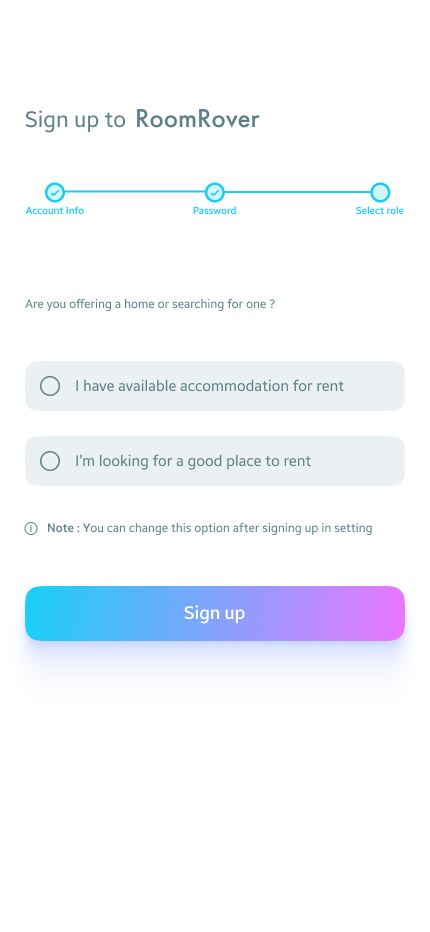 Sign up to RoomRover
Account Info Password Select role
Are you offering a home or searching for one ?
I have available accommodation for rent
I'm looking for a good place to rent
Note : You can change this option after signing up in setting
Sign up